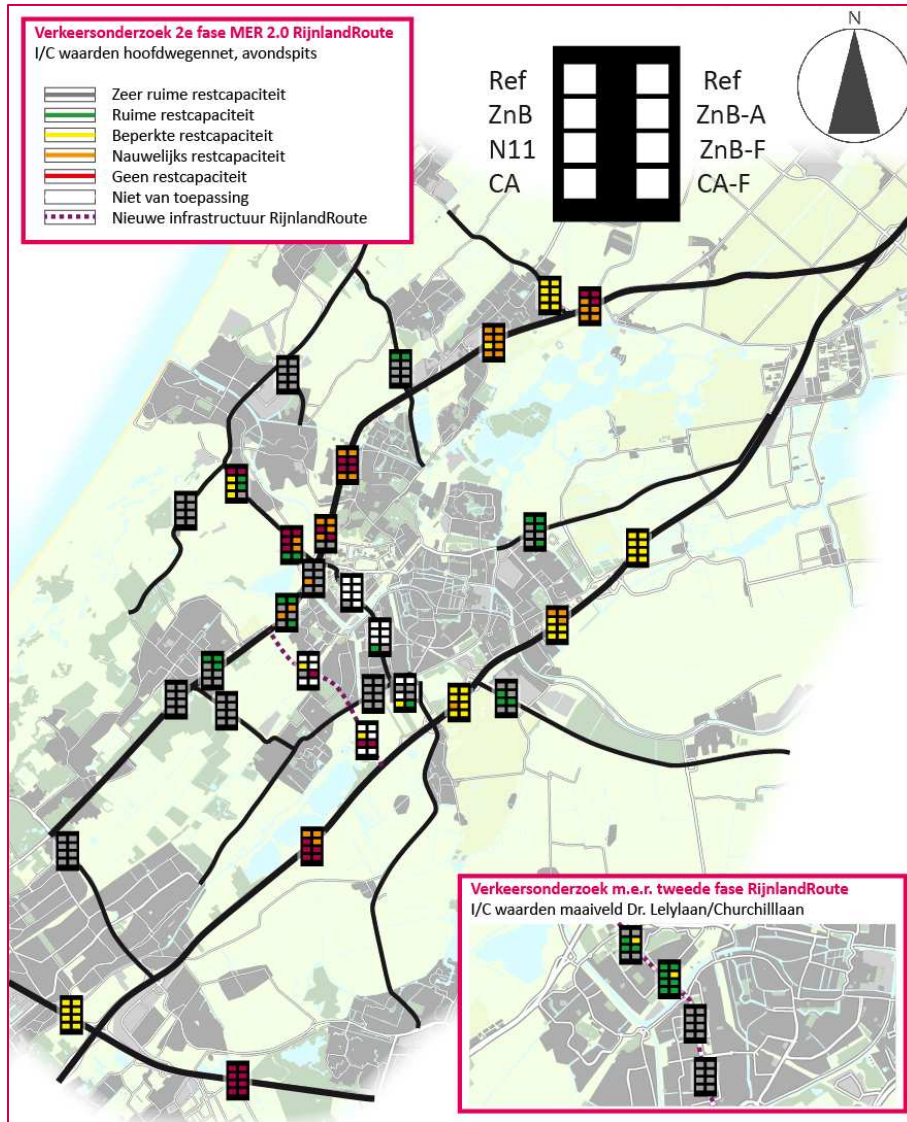 Verkeersonderzoek 2e fase MER 2.0 RijnlandRoute
I/C waarden hoofdwegennet, avondspits
Zeer ruime restcapaciteit
Ruime restcapaciteit
Beperkte restcapaciteit
Nauwelijks restcapaciteit
Geen restcapaciteit
Niet van toepassing
Nieuwe infrastructuur RijnlandRoute
Ref Ref
ZnB ZnB-A
N11 ZnB-F
CA CA-F
N
Verkeersonderzoek m.e.r. tweede fase RijnlandRoute
I/C waarden maaiveld Dr. Lelylaan/Churchilllaan